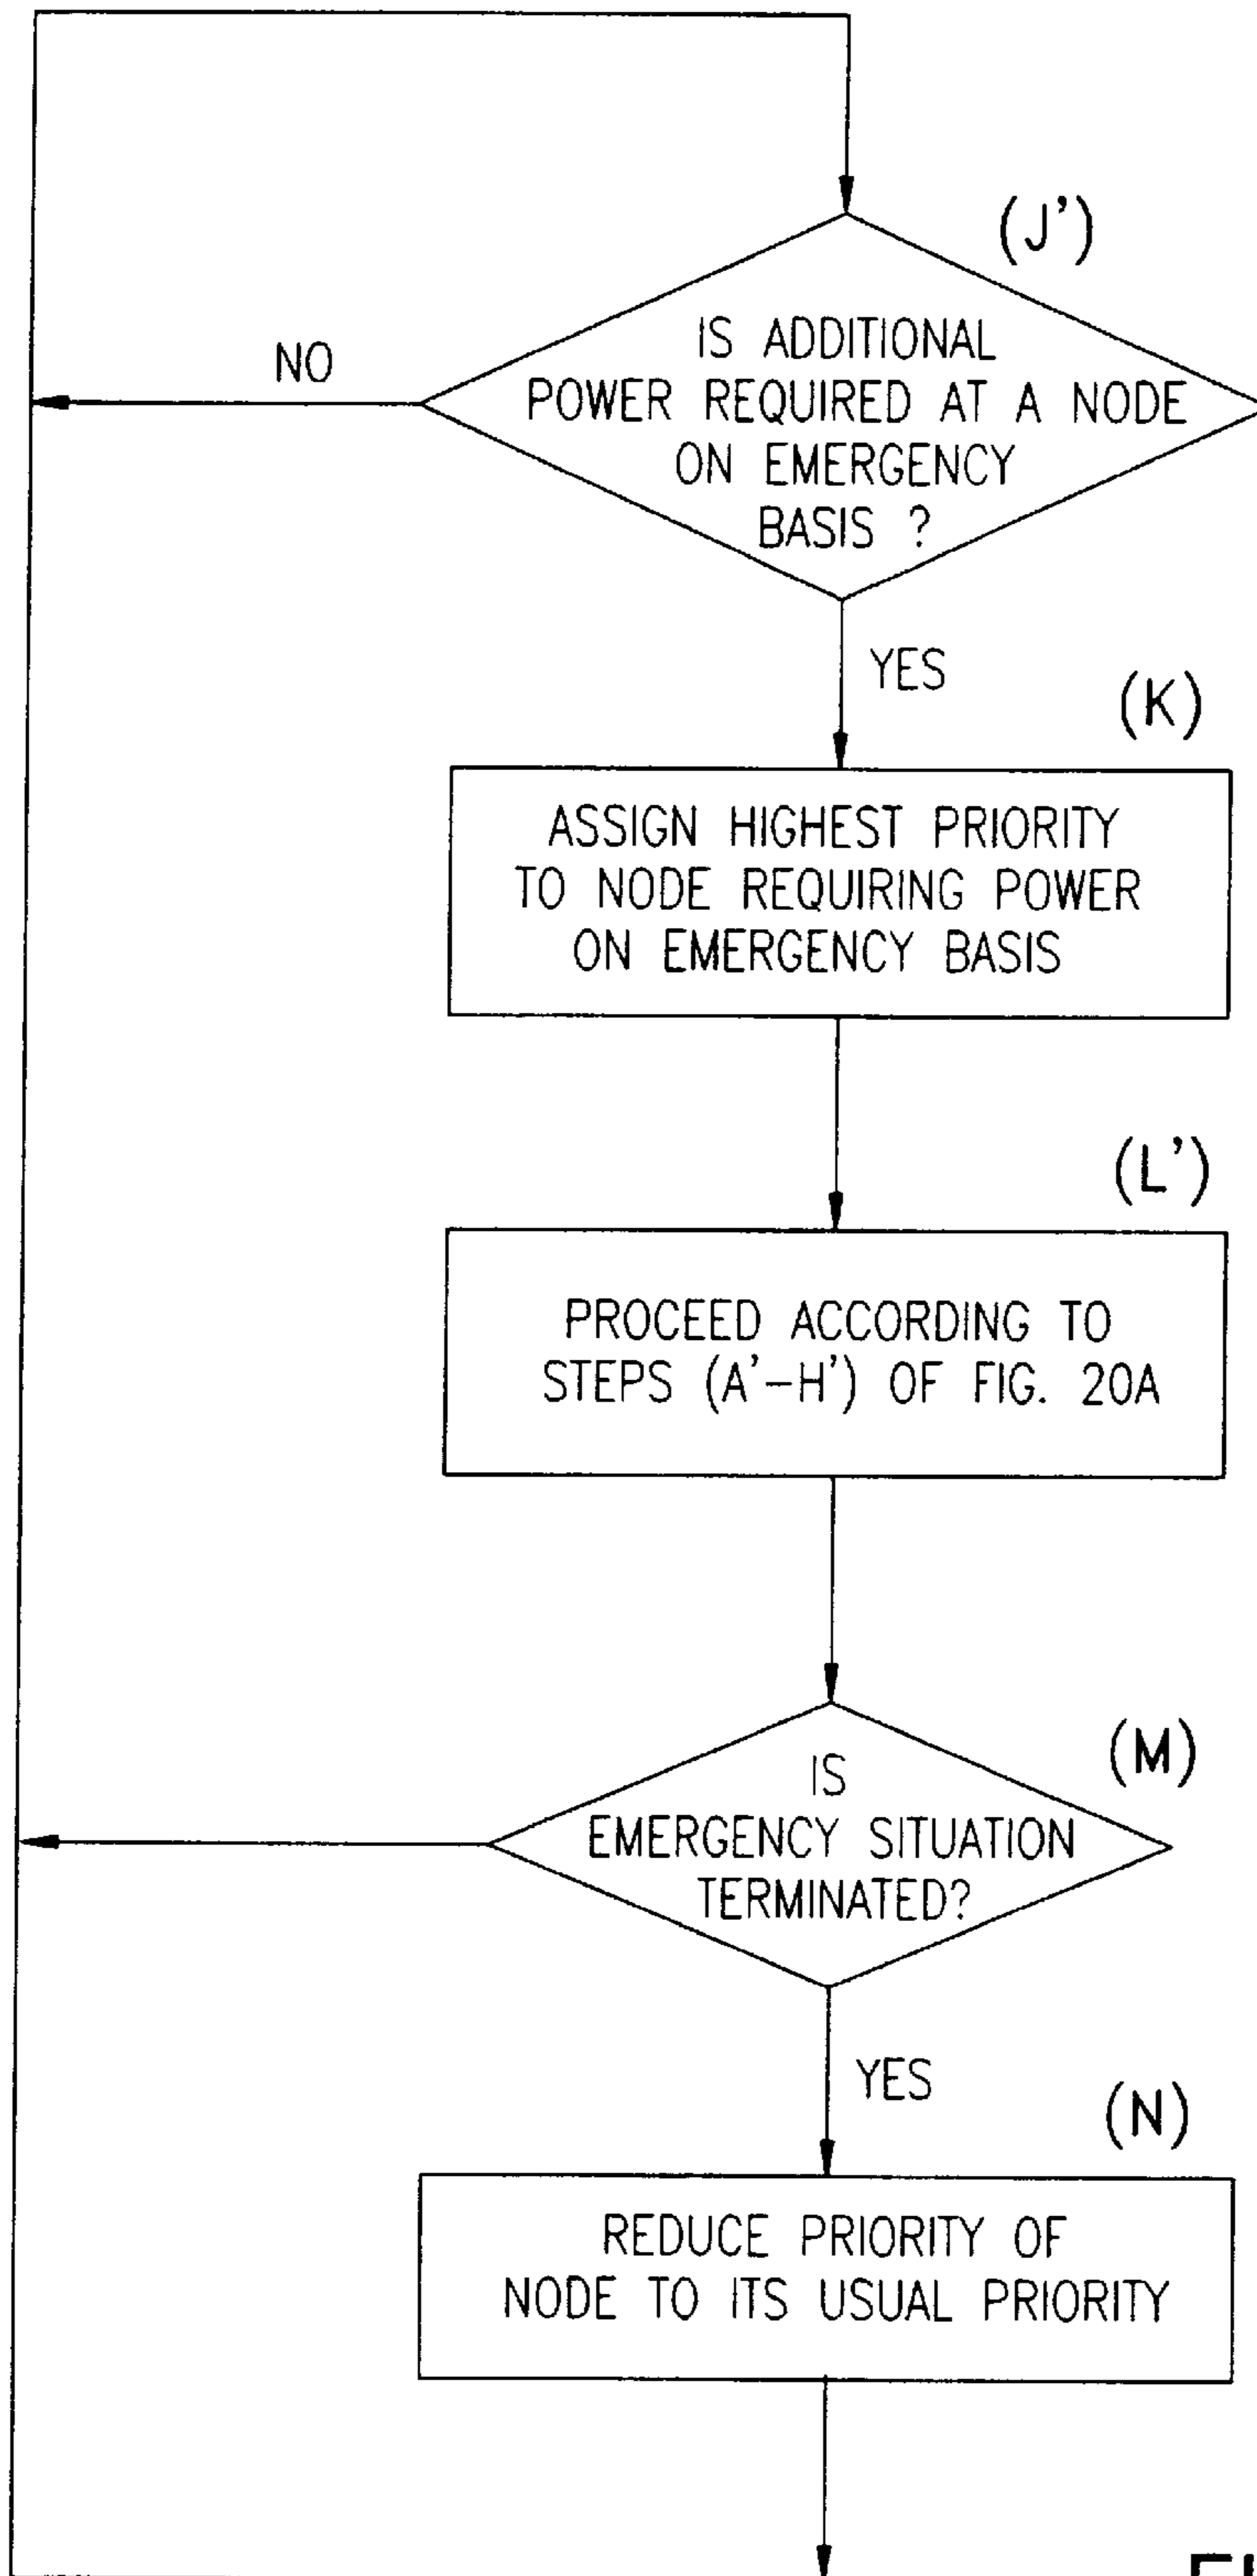 (J')
IS ADDITIONAL
POWER REQUIRED AT A NODE
ON EMERGENCY
BASIS ?
NO
YES
(K)
ASSIGN HIGHEST PRIORITY
TO NODE REQUIRING POWER
ON EMERGENCY BASIS
(L')
PROCEED ACCORDING TO
STEPS (A'-H') OF FIG. 20A
(M)
IS
EMERGENCY SITUATION
TERMINATED?
YES
(N)
REDUCE PRIORITY OF
NODE TO ITS USUAL PRIORITY